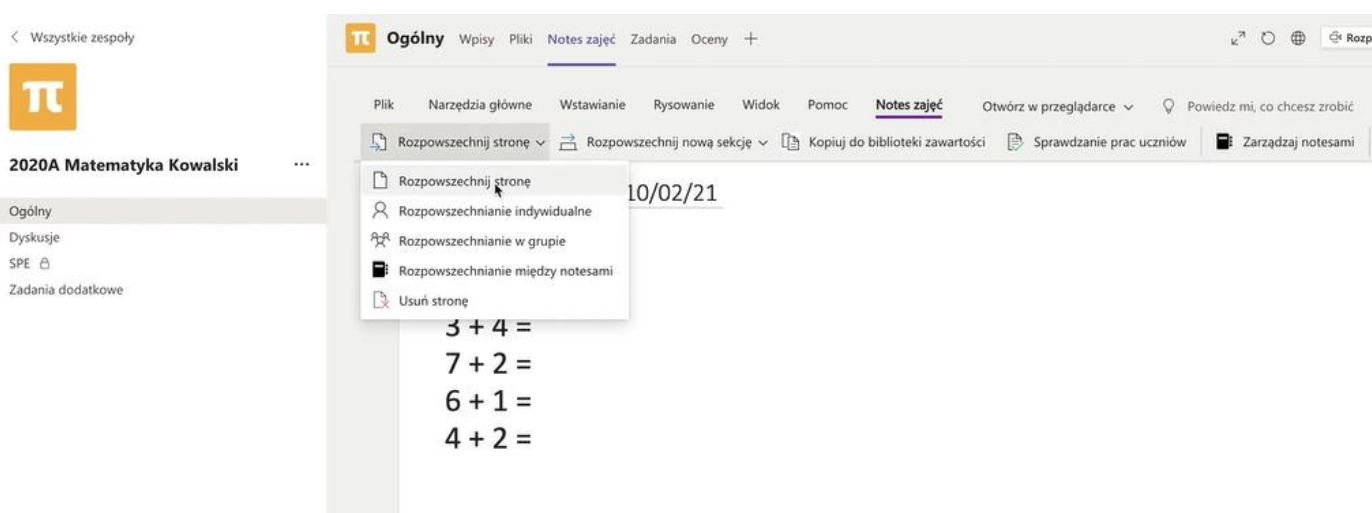 Wszystkie zespoły
π
2020A Matematyka Kowalski
...
Ogólny
Dyskusje
SPE
Zadania dodatkowe
π Ogólny Wpisy Pliki Notes zajęć Zadania Oceny +
Rozp
Plik Narzędzia główne Wstawianie Rysowanie Widok Pomoc Notes zajęć Otwórz w przeglądarce Powiedz mi, co chcesz zrobić
Rozpowszechnij stronę Rozpowszechnij nową sekcję Kopiuj do biblioteki zawartości Sprawdzanie prac uczniów Zarządzaj notesami
Rozpowszechnij stronę
Rozpowszechnianie indywidualne
Rozpowszechnianie w grupie
Rozpowszechnianie między notesami
Usuń stronę
10/02/21
3 + 4 =
7 + 2 =
6 + 1 =
4 + 2 =